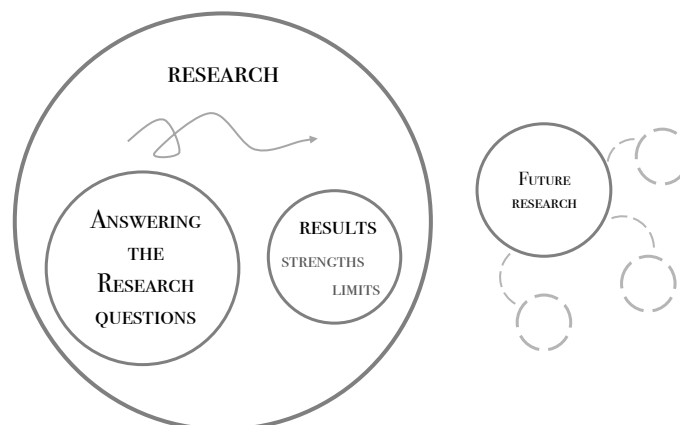 RESEARCH
ANSWERING
THE
RESEARCH
QUESTIONS
RESULTS
STRENGTHS
LIMITS
FUTURE
RESEARCH